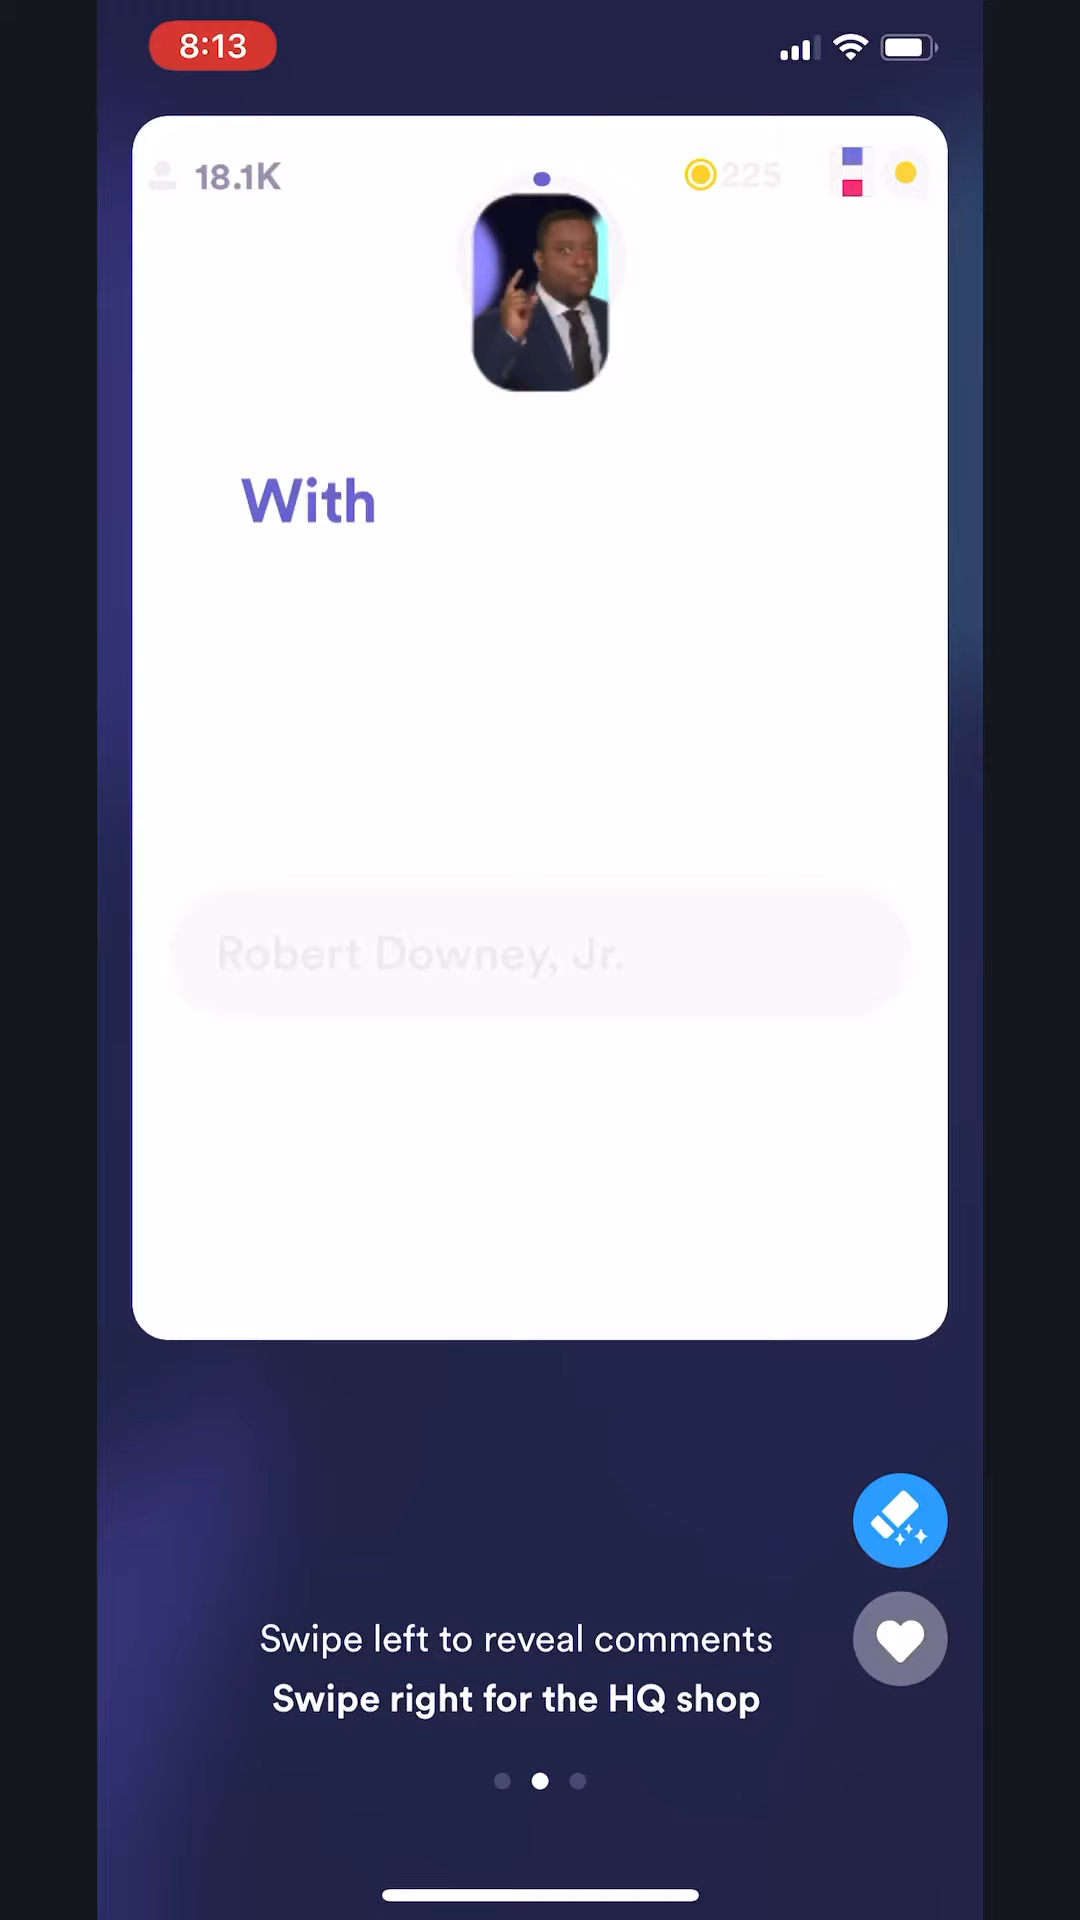 8:13
18.1K
225
With
Robert Downey, Jr.
Swipe left to reveal comments
Swipe right for the HQ shop